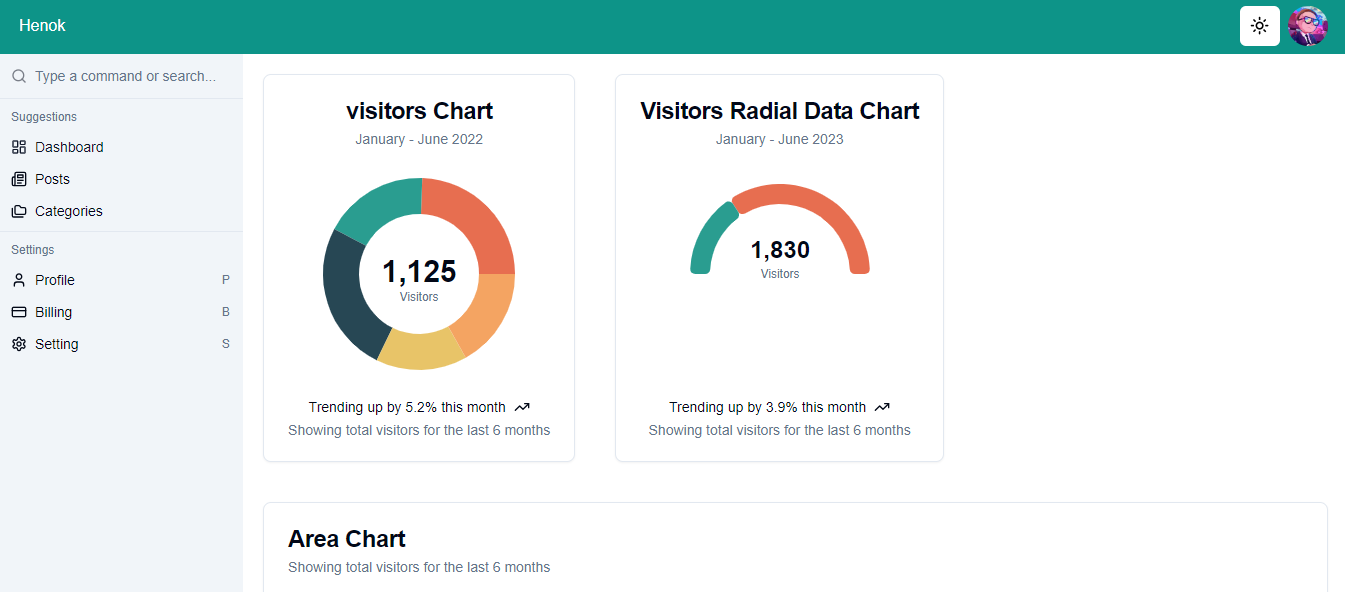 Henok
Type a command or search...
Suggestions
Dashboard
Posts
Categories
Settings
Profile P
Billing B
Setting S
visitors Chart
January - June 2022
1,125
Visitors
Trending up by 5.2% this month
Showing total visitors for the last 6 months
Visitors Radial Data Chart
January - June 2023
1,830
Visitors
Trending up by 3.9% this month
Showing total visitors for the last 6 months
Area Chart
Showing total visitors for the last 6 months